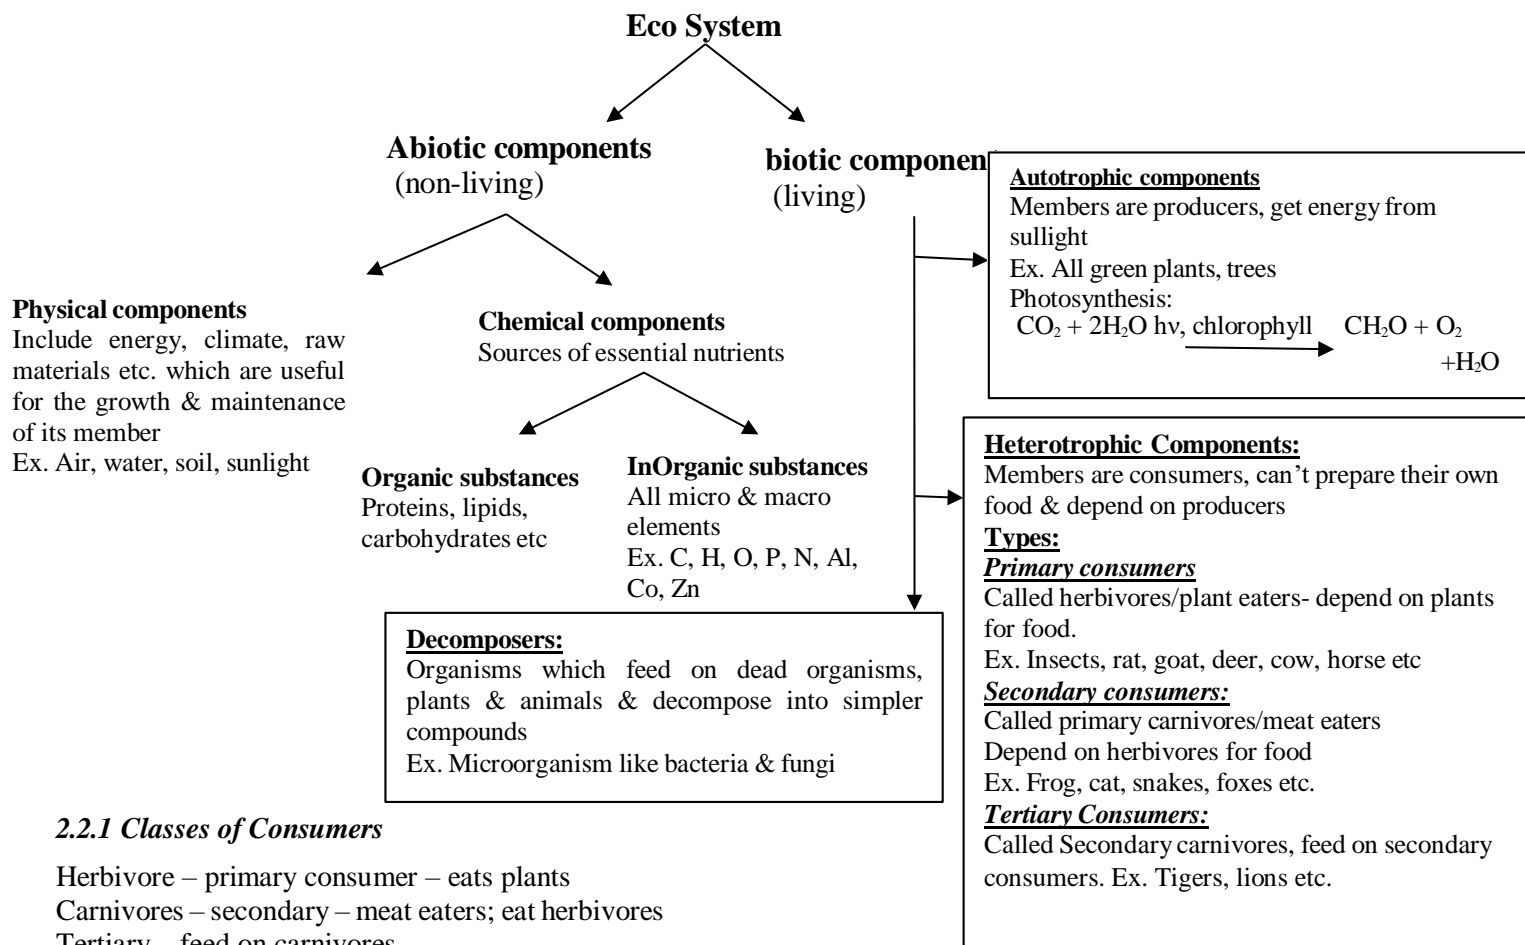 Eco System
Abiotic components
(non-living)
biotic componen
(living)
Autotrophic components
Members are producers, get energy from
sullight
Ex. All green plants, trees
Photosynthesis:
CO₂ + 2H₂O hν, chlorophyll CH₂O + O₂
+H₂O
Physical components
Include energy, climate, raw
materials etc. which are useful
for the growth & maintenance
of its member
Ex. Air, water, soil, sunlight
Chemical components
Sources of essential nutrients
Organic substances
Proteins, lipids,
carbohydrates etc
InOrganic substances
All micro & macro
elements
Ex. C, H, O, P, N, Al,
Co, Zn
Heterotrophic Components:
Members are consumers, can’t prepare their own
food & depend on producers
Types:
Primary consumers
Called herbivores/plant eaters- depend on plants
for food.
Ex. Insects, rat, goat, deer, cow, horse etc
Secondary consumers:
Called primary carnivores/meat eaters
Depend on herbivores for food
Ex. Frog, cat, snakes, foxes etc.
Tertiary Consumers:
Called Secondary carnivores, feed on secondary
consumers. Ex. Tigers, lions etc.
Decomposers:
Organisms which feed on dead organisms,
plants & animals & decompose into simpler
compounds
Ex. Microorganism like bacteria & fungi
2.2.1 Classes of Consumers
Herbivore – primary consumer – eats plants
Carnivores – secondary – meat eaters; eat herbivores
Tertiary – feed on carnivores